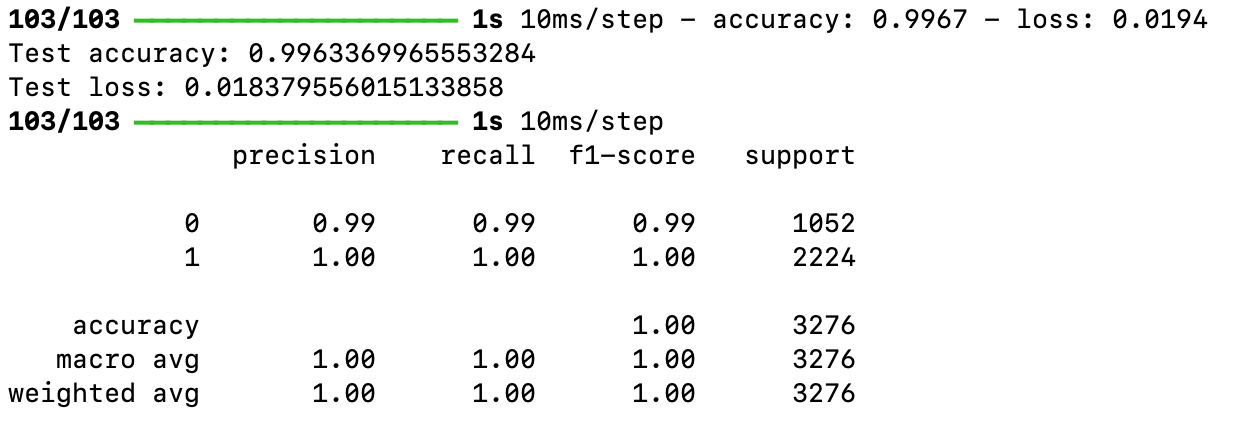 103/103 ━━━━━━━━━━━━━━━━━━━━ 1s 10ms/step - accuracy: 0.9967 - loss: 0.0194
Test accuracy: 0.9963369965553284
Test loss: 0.018379556015133858
103/103 ━━━━━━━━━━━━━━━━━━━━ 1s 10ms/step
              precision    recall  f1-score   support

           0       0.99      0.99      0.99      1052
           1       1.00      1.00      1.00      2224

    accuracy                           1.00      3276
   macro avg       1.00      1.00      1.00      3276
weighted avg       1.00      1.00      1.00      3276